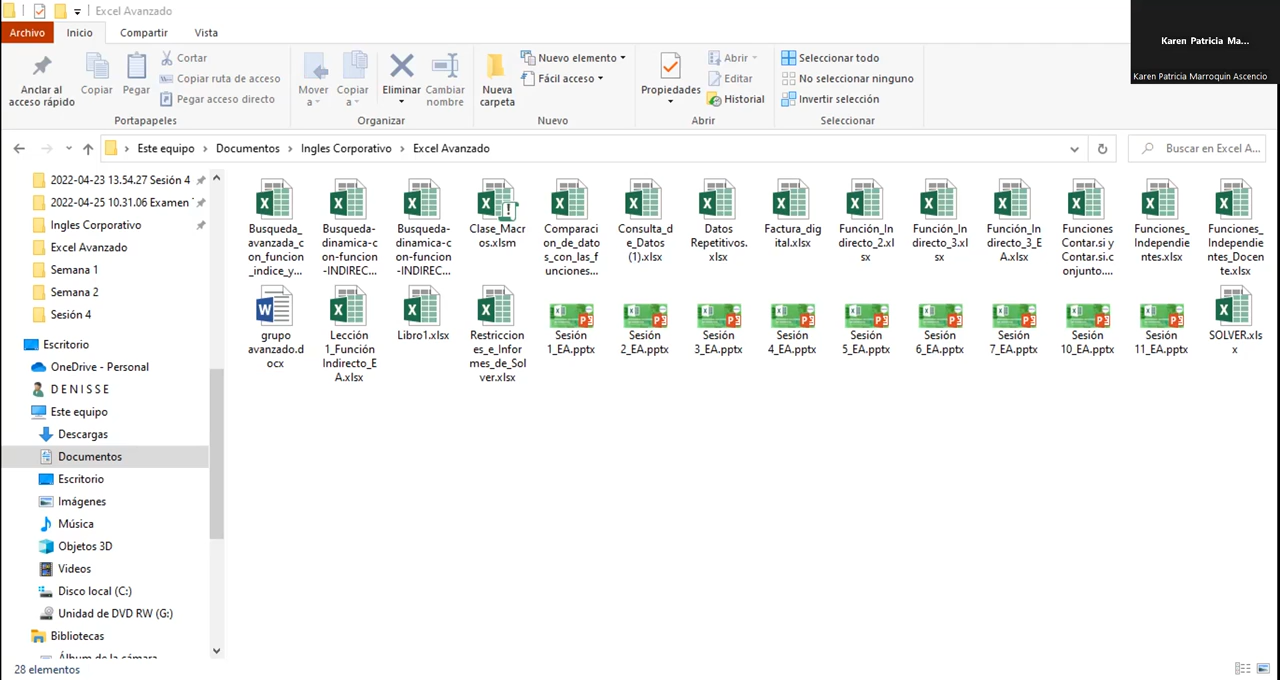 Excel Avanzado
Archivo Inicio Compartir Vista
Karen Patricia Ma...
Karen Patricia Marroquin Ascencio
Anclar al
acceso rápido
Copiar
Pegar
Cortar
Copiar ruta de acceso
Pegar acceso directo
Portapapeles
Mover
a
Copiar
a
Eliminar
Cambiar
nombre
Organizar
Nueva
carpeta
Nuevo elemento
Fácil acceso
Nuevo
Propiedades
Abrir
Editar
Historial
Abrir
Seleccionar todo
No seleccionar ninguno
Invertir selección
Seleccionar
Este equipo > Documentos > Ingles Corporativo > Excel Avanzado
Buscar en Excel A...
2022-04-23 13.54.27 Sesión 4
2022-04-25 10.31.06 Examen
Ingles Corporativo
Excel Avanzado
Semana 1
Semana 2
Sesión 4
Escritorio
OneDrive - Personal
D E N I S S E
Este equipo
Descargas
Documentos
Escritorio
Imágenes
Música
Objetos 3D
Videos
Disco local (C:)
Unidad de DVD RW (G:)
Bibliotecas
Álbum de la cámara
Busqueda_
avanzada_c
on_funcion
_indice_y...
Busqueda-
dinamica-c
on-funcion
-INDIREC...
Busqueda-
dinamica-c
on-funcion
-INDIREC...
Clase_Mac
ros.xlsm
Comparaci
on_de_dato
s_con_las_f
unciones...
Consulta_d
e_Datos
(1).xlsx
Datos
Repetitivos.
xlsx
Factura_dig
ital.xlsx
Función_In
directo_2.xl
sx
Función_In
directo_3.xl
sx
Función_In
directo_3_E
A.xlsx
Funciones
Contar.si y
Contar.si.c
onjunto....
Funciones_
Independie
ntes.xlsx
Funciones_
Independie
ntes_Docen
te.xlsx
grupo
avanzado.d
ocx
Lección
1_Función
Indirecto_E
A.xlsx
Libro1.xlsx
Restriccion
es_e_Infor
mes_de_Sol
ver.xlsx
Sesión
1_EA.pptx
Sesión
2_EA.pptx
Sesión
3_EA.pptx
Sesión
4_EA.pptx
Sesión
5_EA.pptx
Sesión
6_EA.pptx
Sesión
7_EA.pptx
Sesión
10_EA.pptx
Sesión
11_EA.pptx
SOLVER.xls
x
28 elementos